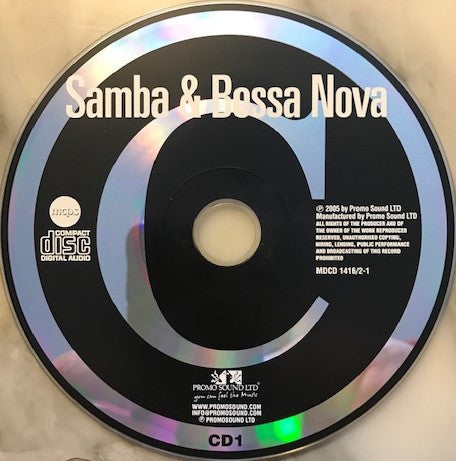 Samba & Bossa Nova
C
mcps
COMPACT
disc
DIGITAL AUDIO
℗ 2005 by Promo Sound LTD
Manufactured by Promo Sound LTD
ALL RIGHTS OF THE PRODUCER AND OF
THE OWNER OF THE WORK REPRODUCED
RESERVED, UNAUTHORISED COPYING,
HIRING, LENDING, PUBLIC PERFORMANCE
AND BROADCASTING OF THIS RECORD
PROHIBITED
MDCD 1416/2-1
PROMO SOUND LTD
you can feel the Music
WWW.PROMOSOUND.COM
INFO@PROMOSOUND.COM
℗ PROMOSOUND LTD
CD1